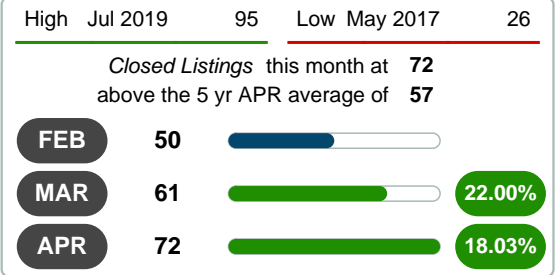 High Jul 2019 95 Low May 2017 26
Closed Listings this month at 72
above the 5 yr APR average of 57
FEB 50
MAR 61 22.00%
APR 72 18.03%